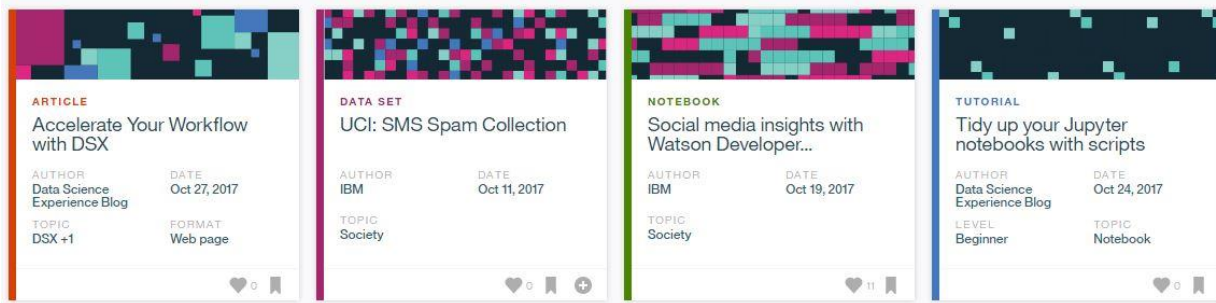 ARTICLE
Accelerate Your Workflow
with DSX
AUTHOR
Data Science
Experience Blog
DATE
Oct 27, 2017
TOPIC
DSX +1
FORMAT
Web page
0
DATA SET
UCI: SMS Spam Collection
AUTHOR
IBM
DATE
Oct 11, 2017
TOPIC
Society
0
NOTEBOOK
Social media insights with
Watson Developer...
AUTHOR
IBM
DATE
Oct 19, 2017
TOPIC
Society
11
TUTORIAL
Tidy up your Jupyter
notebooks with scripts
AUTHOR
Data Science
Experience Blog
DATE
Oct 24, 2017
LEVEL
Beginner
TOPIC
Notebook
0